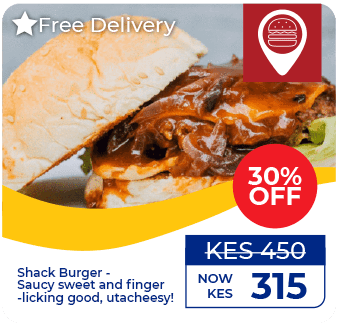 Free Delivery
30%
OFF
KES 450
NOW
KES
315
Shack Burger -
Saucy sweet and finger
-licking good, utacheesy!